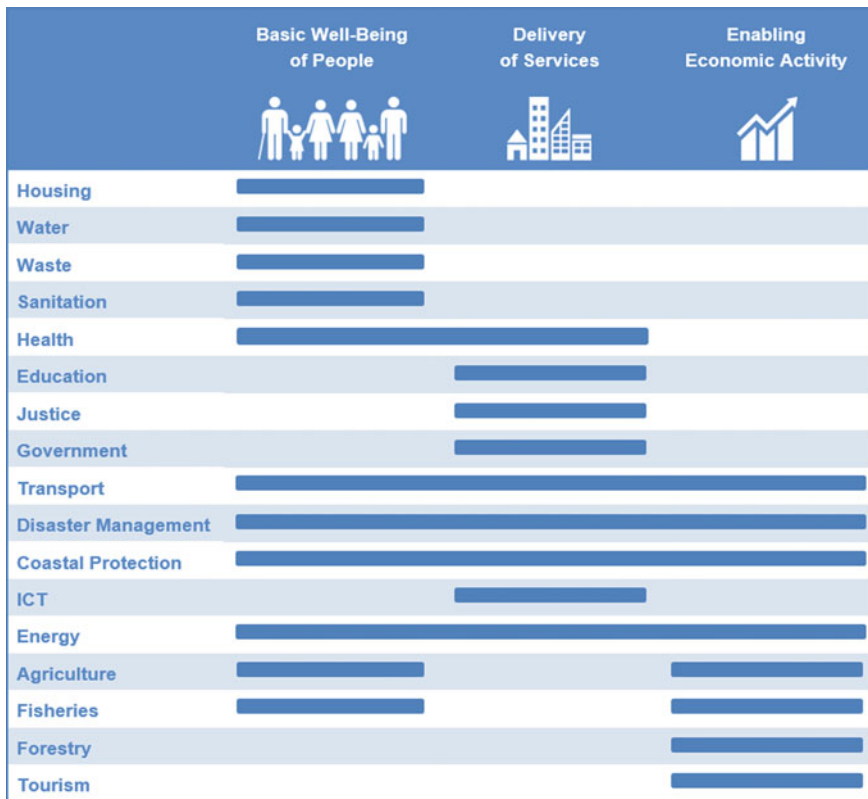 Basic Well-Being
of People
Delivery
of Services
Enabling
Economic Activity
Housing
Water
Waste
Sanitation
Health
Education
Justice
Government
Transport
Disaster Management
Coastal Protection
ICT
Energy
Agriculture
Fisheries
Forestry
Tourism